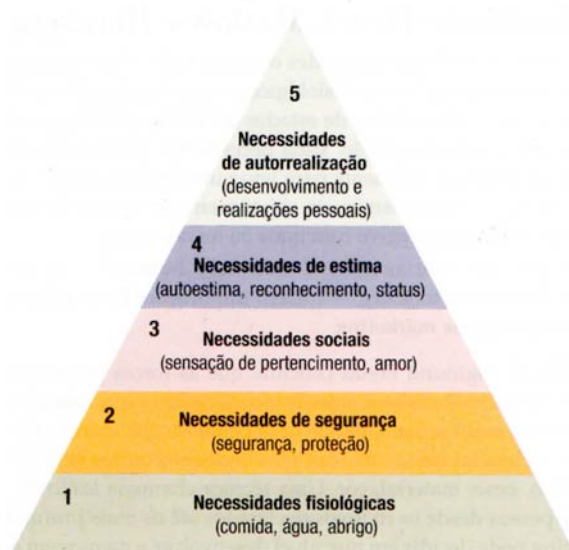 5
Necessidades
de autorrealização
(desenvolvimento e
realizações pessoais)
4
Necessidades de estima
(autoestima, reconhecimento, status)
3
Necessidades sociais
(sensação de pertencimento, amor)
2
Necessidades de segurança
(segurança, proteção)
1
Necessidades fisiológicas
(comida, água, abrigo)